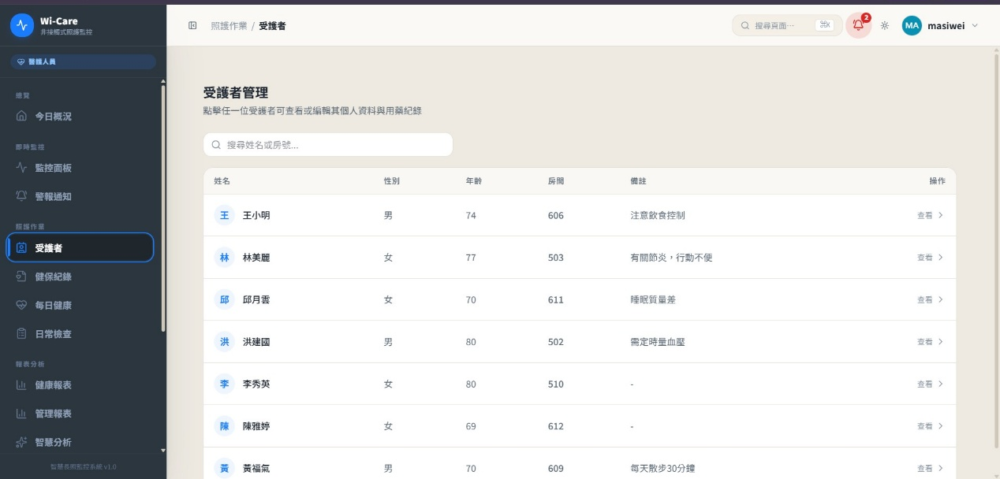 Wi-Care
非接觸式照護監控
醫護人員
總覽
今日概況
即時監控
監控面板
警報通知
照護作業
受護者
健保紀錄
每日健康
日常檢查
報表分析
健康報表
管理報表
智慧分析
智慧長照監控系統 v1.0
照護作業 / 受護者
搜尋頁面… ⌘K
2
MA masiwei
受護者管理
點擊任一位受護者可查看或編輯其個人資料與用藥紀錄
搜尋姓名或房號...
姓名 性別 年齡 房間 備註 操作
王 王小明 男 74 606 注意飲食控制 查看
林 林美麗 女 77 503 有關節炎，行動不便 查看
邱 邱月雲 女 70 611 睡眠質量差 查看
洪 洪建國 男 80 502 需定時量血壓 查看
李 李秀英 女 80 510 - 查看
陳 陳雅婷 女 69 612 - 查看
黃 黃福氣 男 70 609 每天散步30分鐘 查看